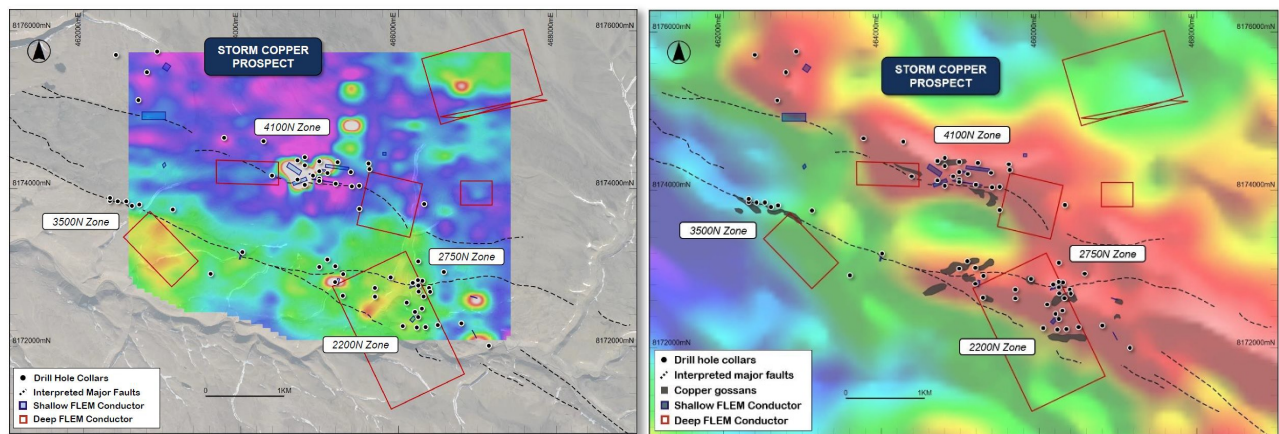 462000mE
464000mE
466000mE
8176000mN
STORM COPPER
PROSPECT
4100N Zone
8174000mN
8174000mN
3500N Zone
2750N Zone
8172000mN
8172000mN
2200N Zone
Drill Hole Collars
Interpreted major Faults
Shallow FLEM Conductor
Deep FLEM Conductor
0
1KM
462000mE
464000mE
466000mE
468000mE
8176000mN
8176000mN
STORM COPPER
PROSPECT
4100N Zone
8174000mN
8174000mN
3500N Zone
2750N Zone
8172000mN
8172000mN
2200N Zone
Drill hole collars
Interpreted major faults
Copper gossans
Shallow FLEM Conductor
Deep FLEM Conductor
0
1KM